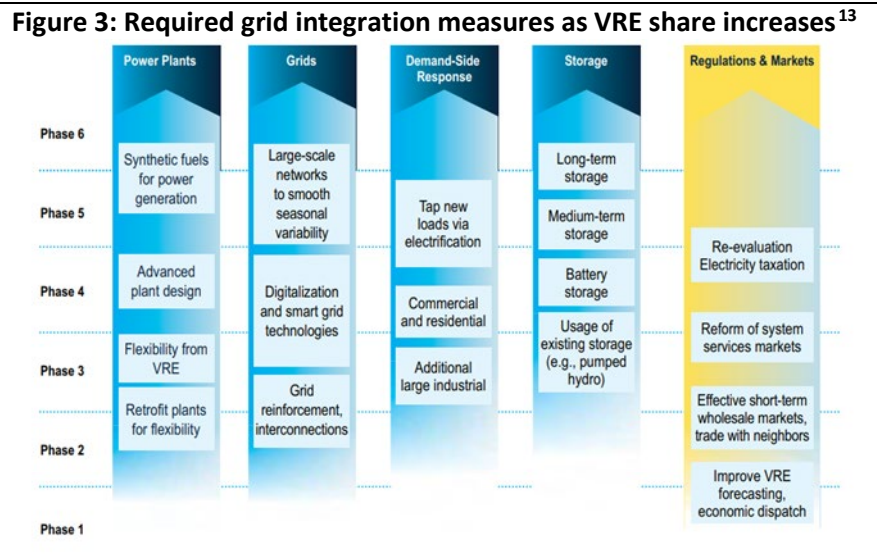 Figure 3: Required grid integration measures as VRE share increases13
Power Plants
Grids
Demand-Side
Response
Storage
Regulations & Markets
Phase 6
Phase 5
Phase 4
Phase 3
Phase 2
Phase 1
Synthetic fuels
for power
generation
Advanced
plant design
Flexibility from
VRE
Retrofit plants
for flexibility
Large-scale
networks
to smooth
seasonal
variability
Digitalization
and smart grid
technologies
Grid
reinforcement,
interconnections
Tap new
loads via
electrification
Commercial
and residential
Additional
large industrial
Long-term
storage
Medium-term
storage
Battery
storage
Usage of
existing storage
(e.g., pumped
hydro)
Re-evaluation
Electricity taxation
Reform of system
services markets
Effective short-term
wholesale markets,
trade with neighbors
Improve VRE
forecasting,
economic dispatch